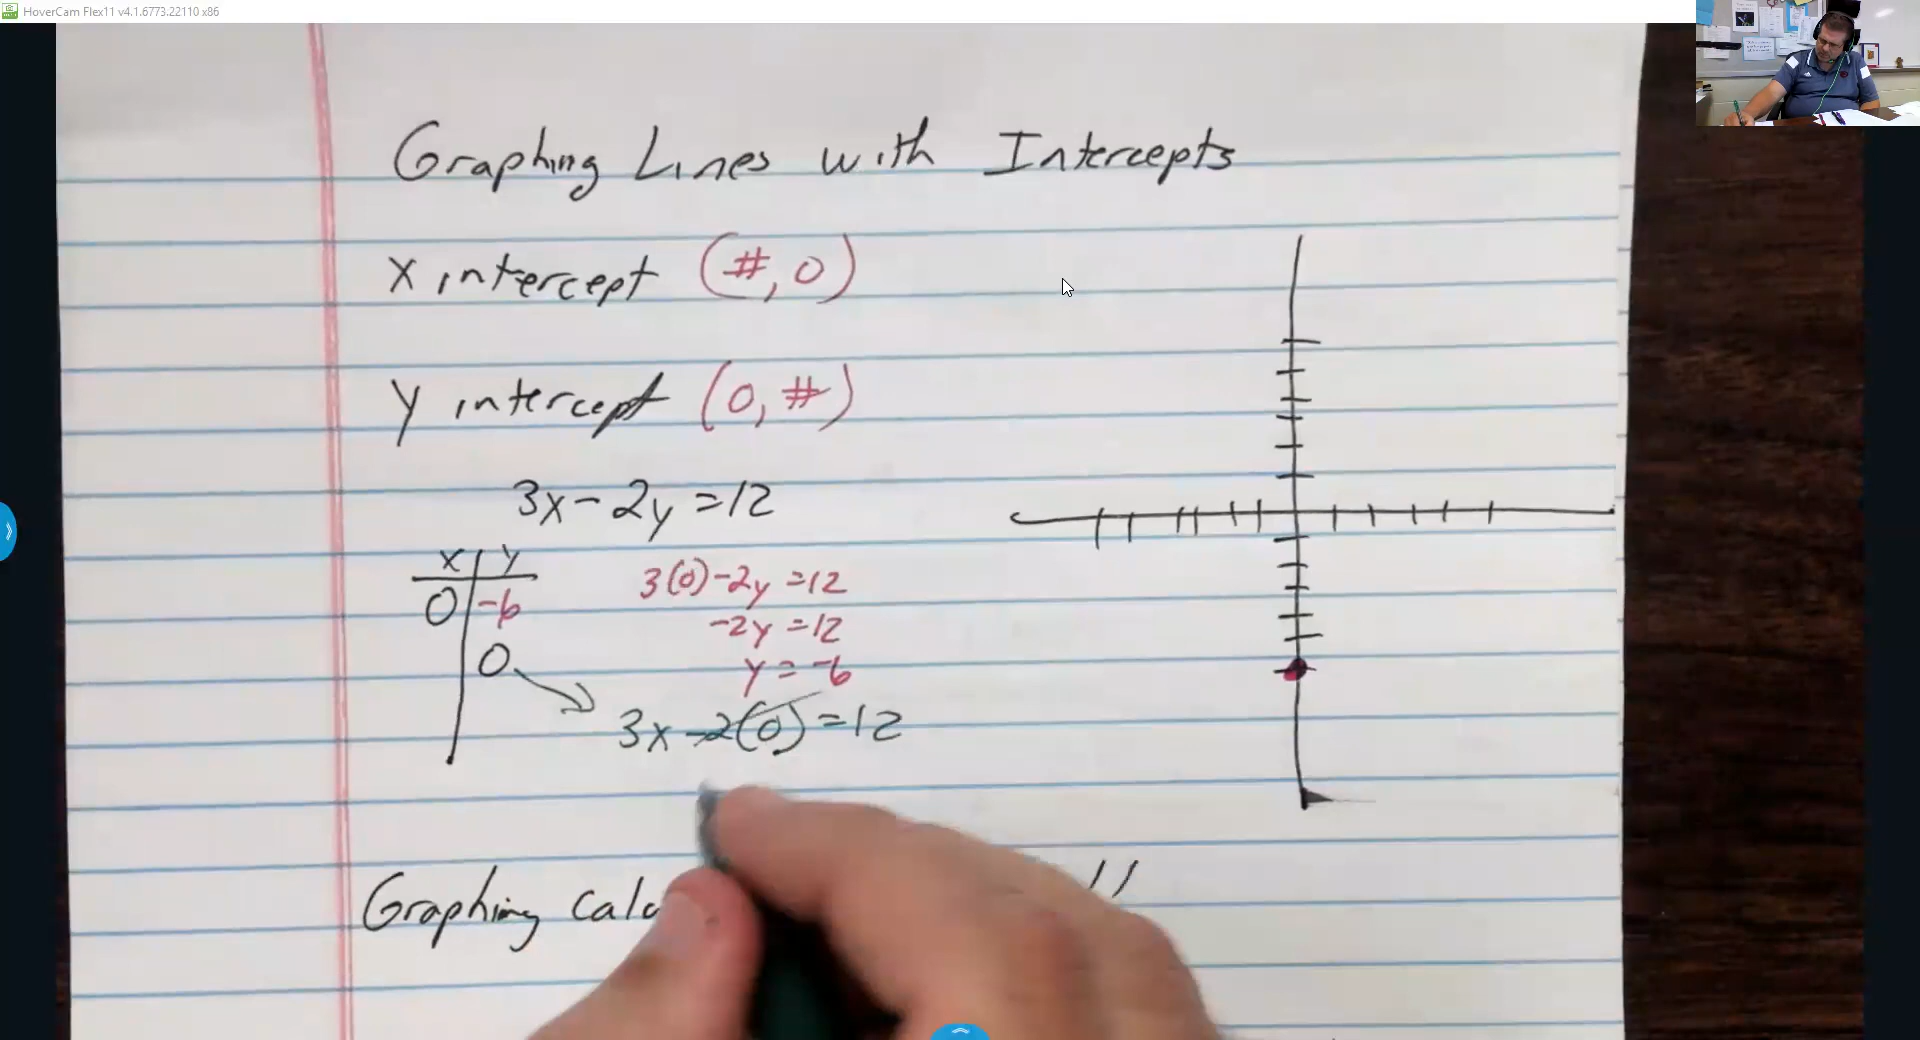 HoverCam Flex11 v4.1.6773.22110 x86
Graphing Lines with Intercepts
X intercept (#, 0)
Y intercept (0, #)
3x - 2y = 12
x y
0 -6
0
3(0) - 2y = 12
-2y = 12
y = -6
3x - 2(0) = 12
Graphing